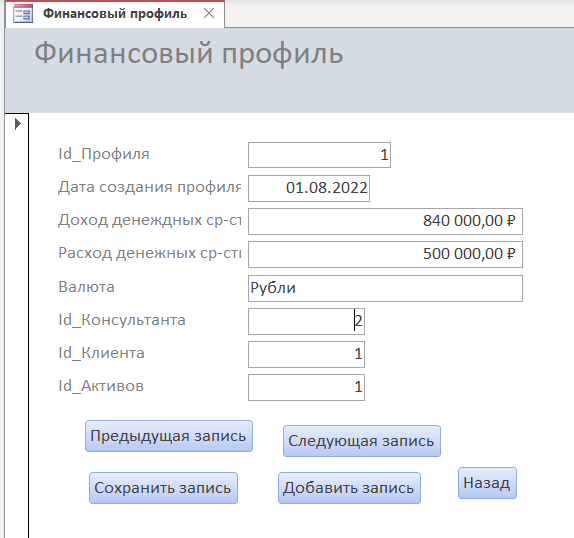 Финансовый профиль
Финансовый профиль
Id_Профиля 1
Дата создания профиля 01.08.2022
Доход денеждных ср-ст 840 000,00 ₽
Расход денежных ср-ств 500 000,00 ₽
Валюта Рубли
Id_Консультанта 2
Id_Клиента 1
Id_Активов 1
Предыдущая запись Следующая запись
Сохранить запись Добавить запись Назад